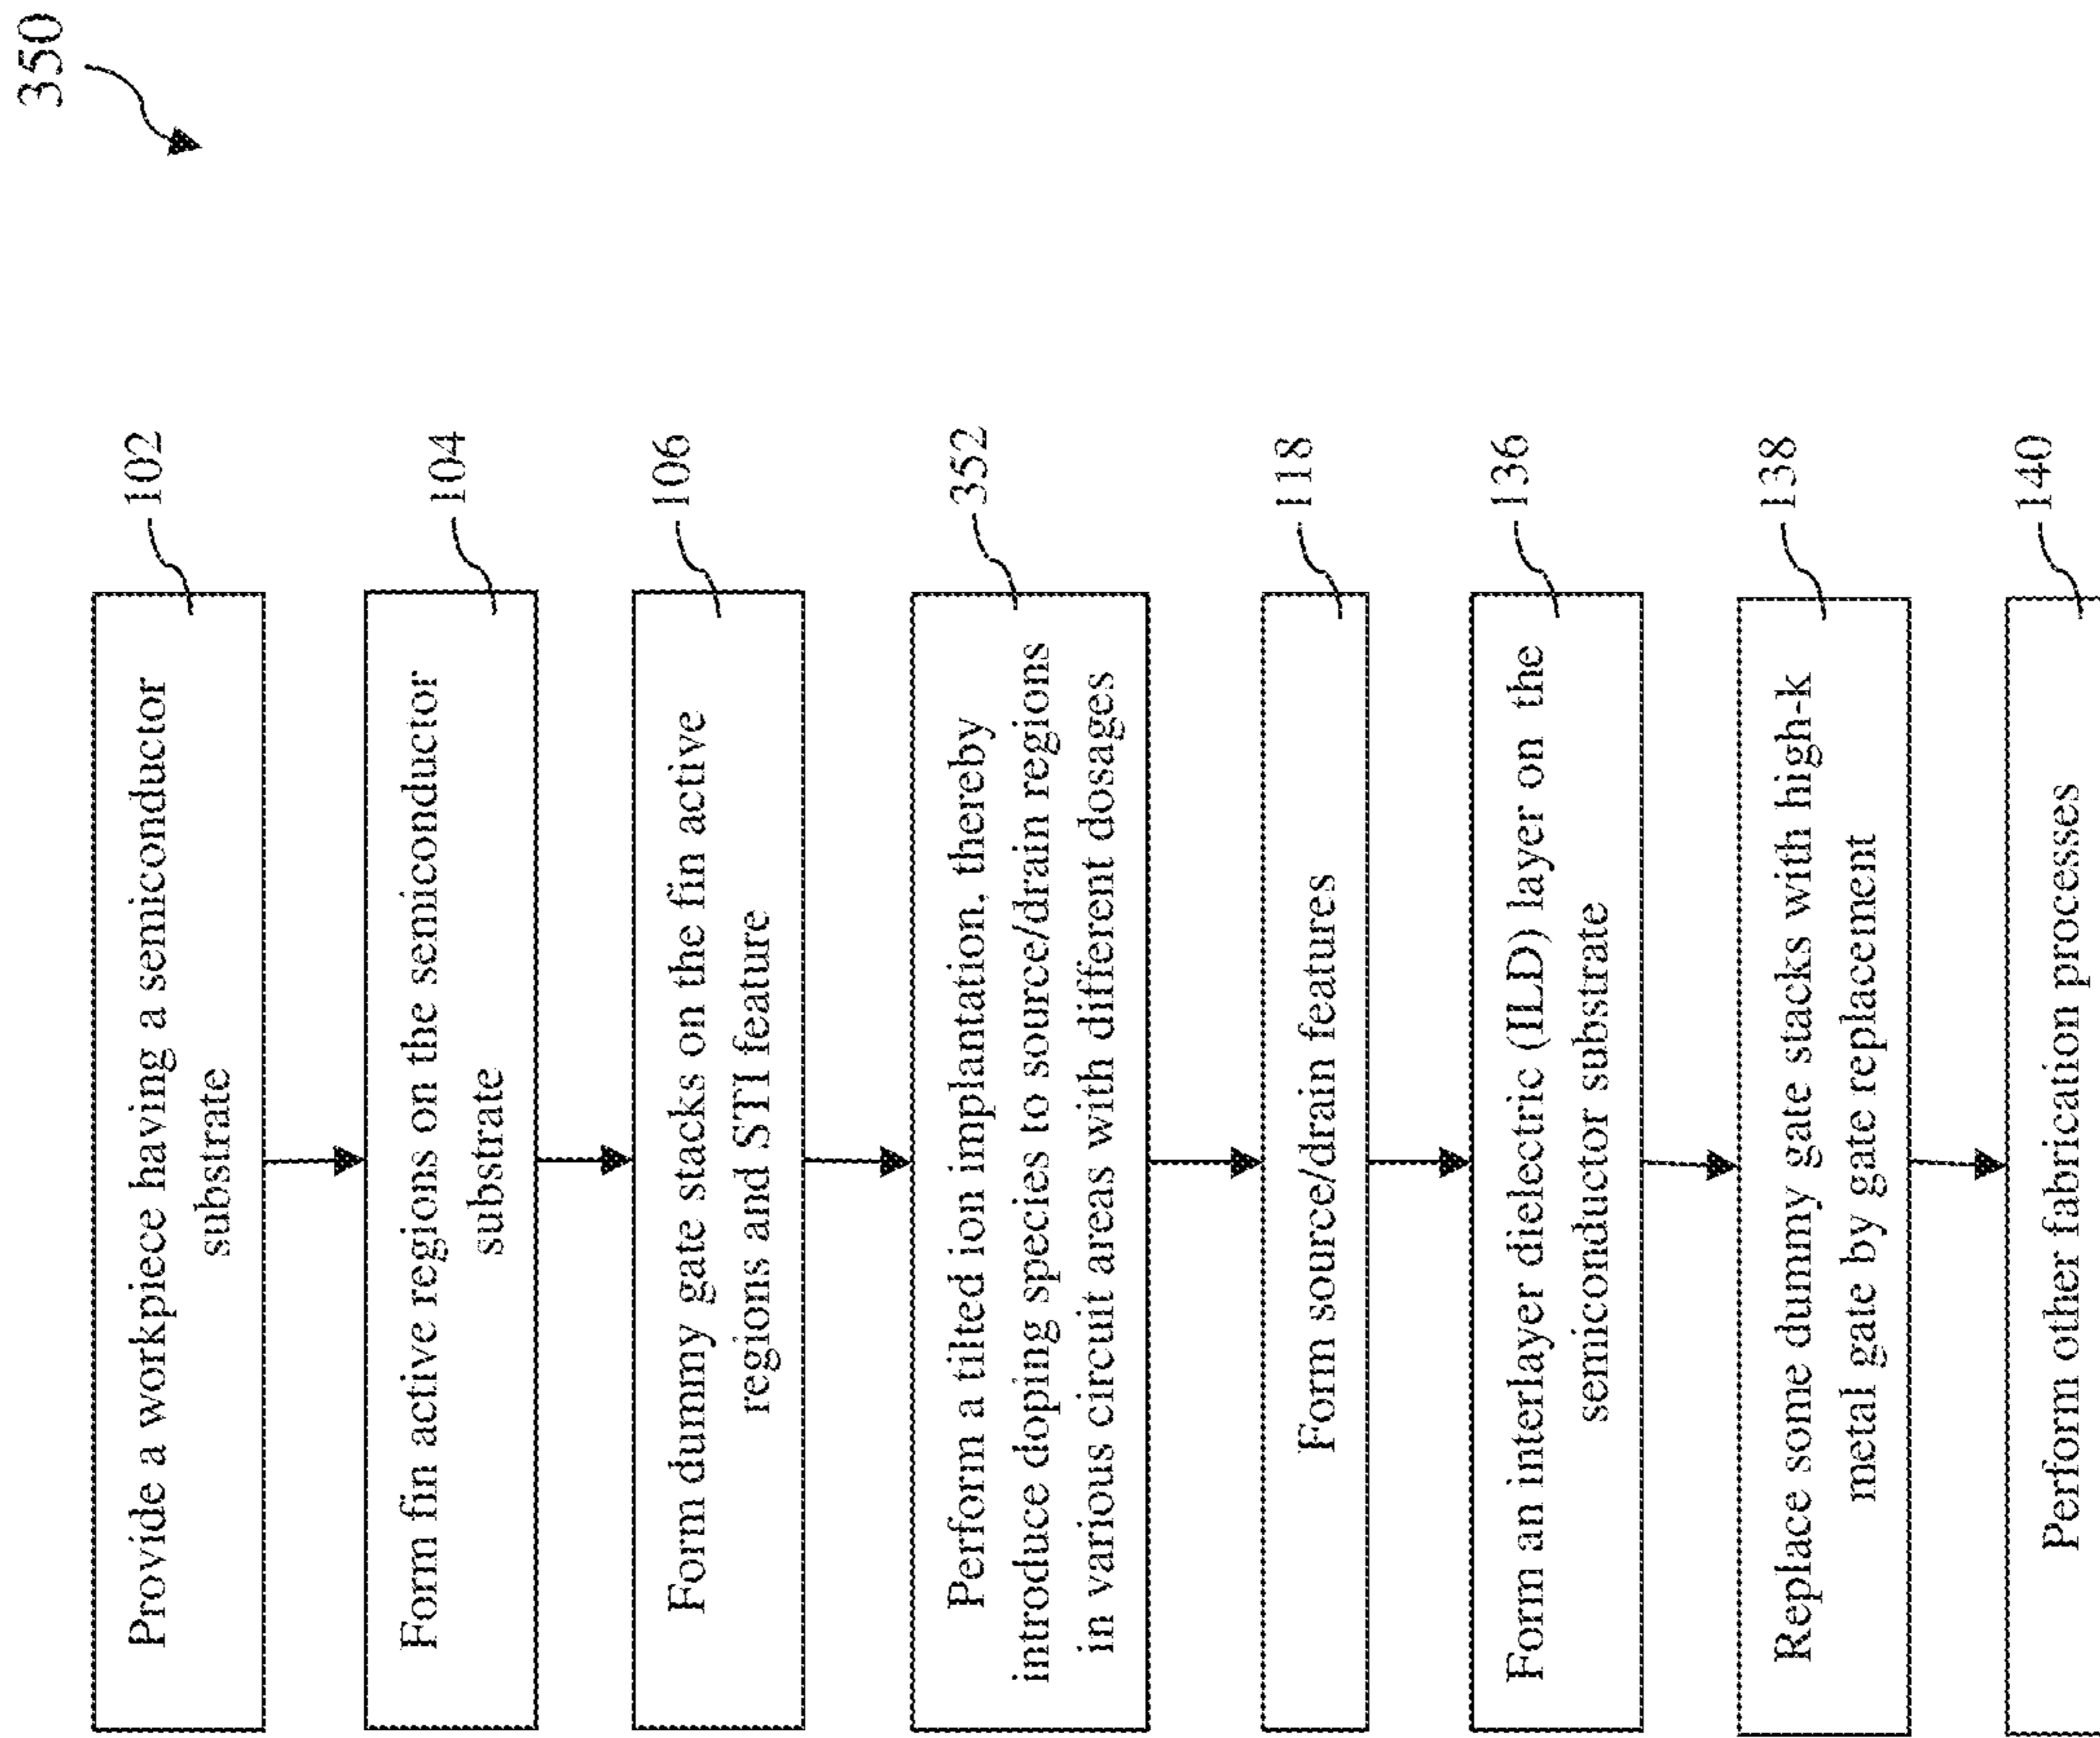 350
Provide a workpiece having a semiconductor
substrate
102
Form fin active regions on the semiconductor
substrate
104
Form dummy gate stacks on the fin active
regions and STI feature
106
Perform a tilted ion implantation, thereby
introduce doping species to source/drain regions
in various circuit areas with different dosages
352
Form source/drain features
118
Form an interlayer dielectric (ILD) layer on the
semiconductor substrate
136
Replace some dummy gate stacks with high-k
metal gate by gate replacement
138
Perform other fabrication processes
140